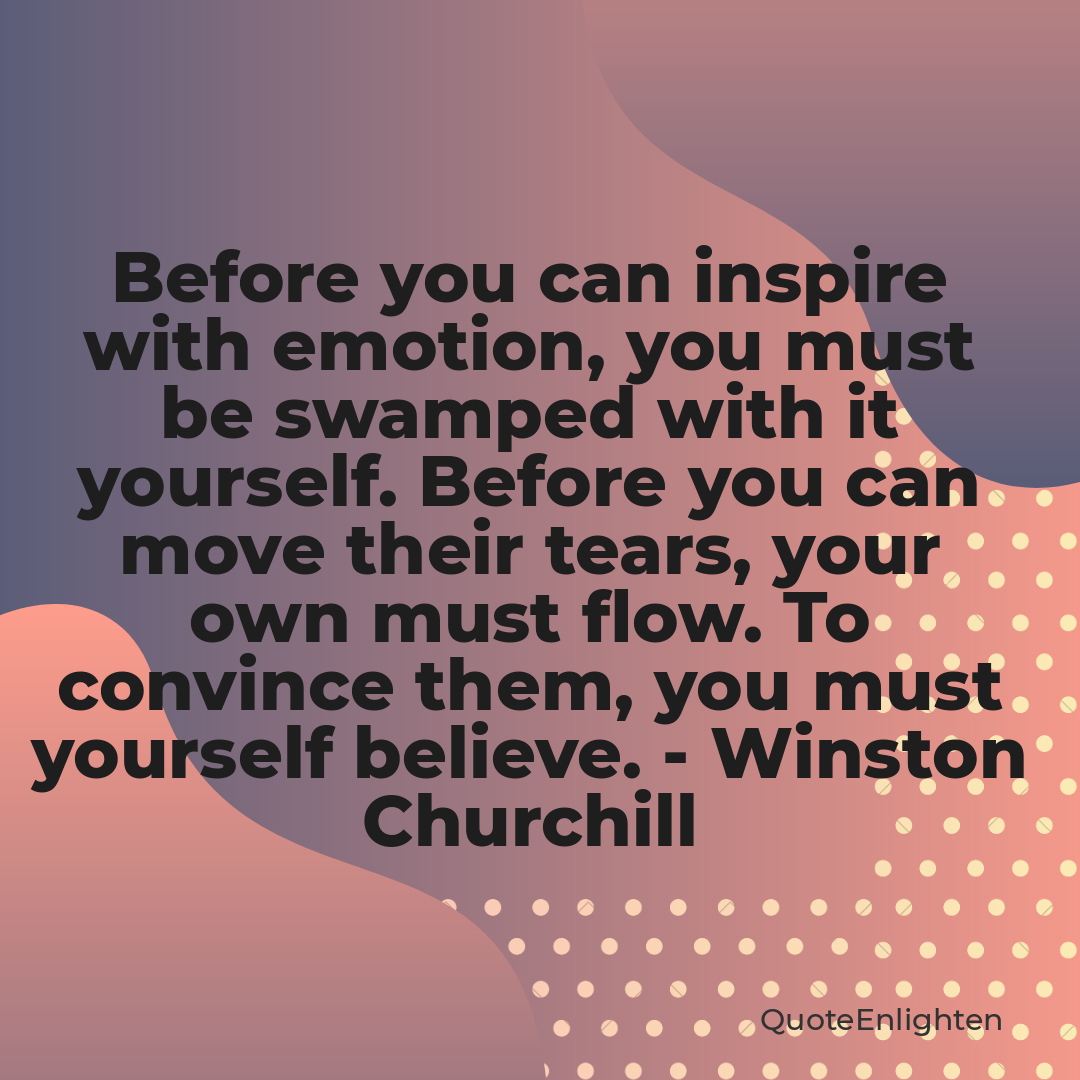 Before you can inspire
with emotion, you must
be swamped with it
yourself. Before you can
move their tears, your
own must flow. To
convince them, you must
yourself believe. - Winston
Churchill
QuoteEnlighten